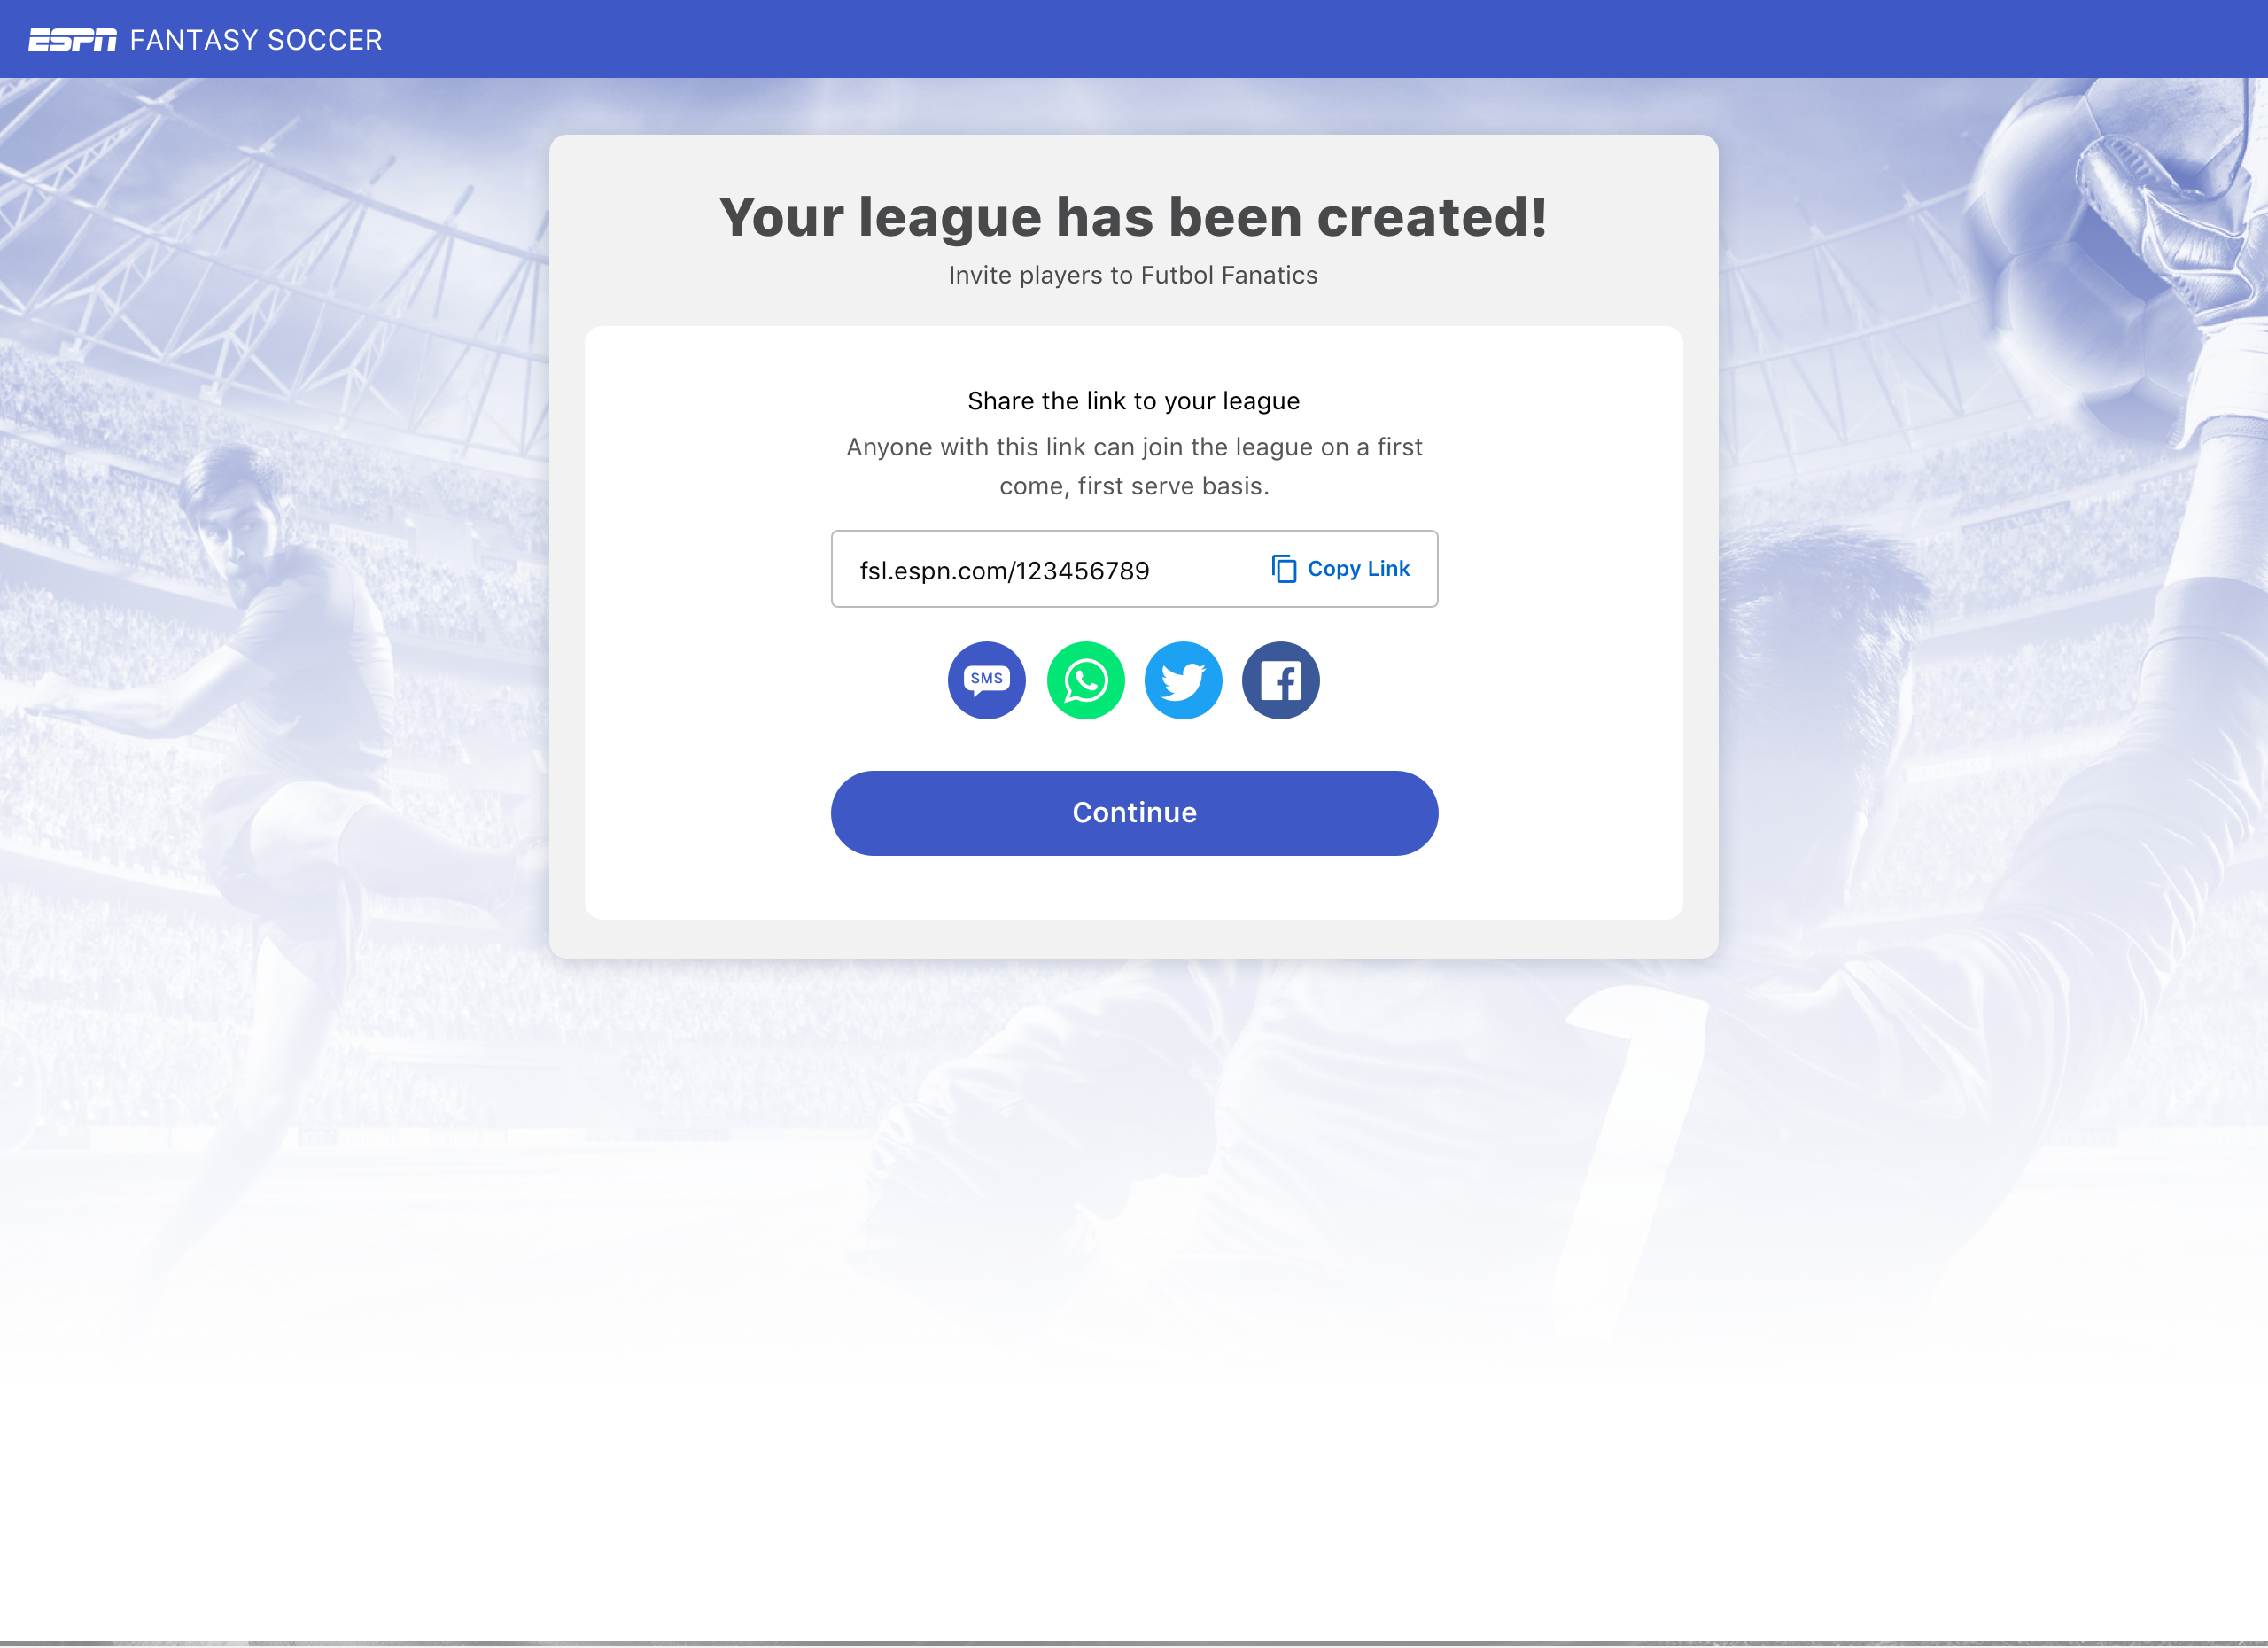 ESPN FANTASY SOCCER
Your league has been created!
Invite players to Futbol Fanatics
Share the link to your league
Anyone with this link can join the league on a first
come, first serve basis.
fsl.espn.com/123456789 Copy Link
SMS
Continue
1